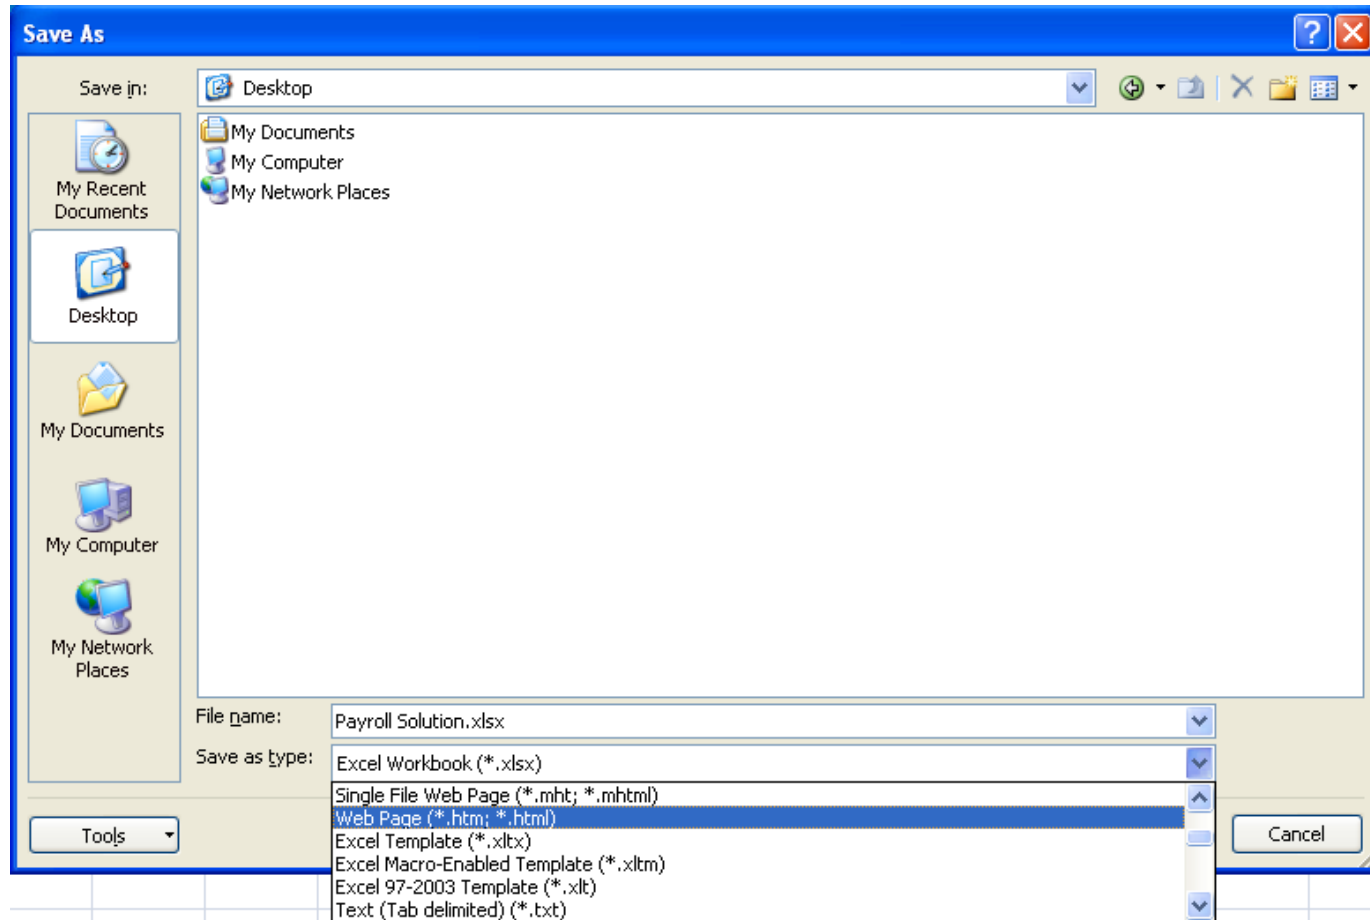 Save As
Save in:
Desktop
My Documents
My Computer
My Network Places
My Recent
Documents
Desktop
My Documents
My Computer
My Network
Places
File name:
Payroll Solution.xlsx
Save as type:
Excel Workbook (*.xlsx)
Single File Web Page (*.mht; *.mhtml)
Web Page (*.htm; *.html)
Excel Template (*.xltx)
Excel Macro-Enabled Template (*.xltm)
Excel 97-2003 Template (*.xlt)
Text (Tab delimited) (*.txt)
Tools
Cancel